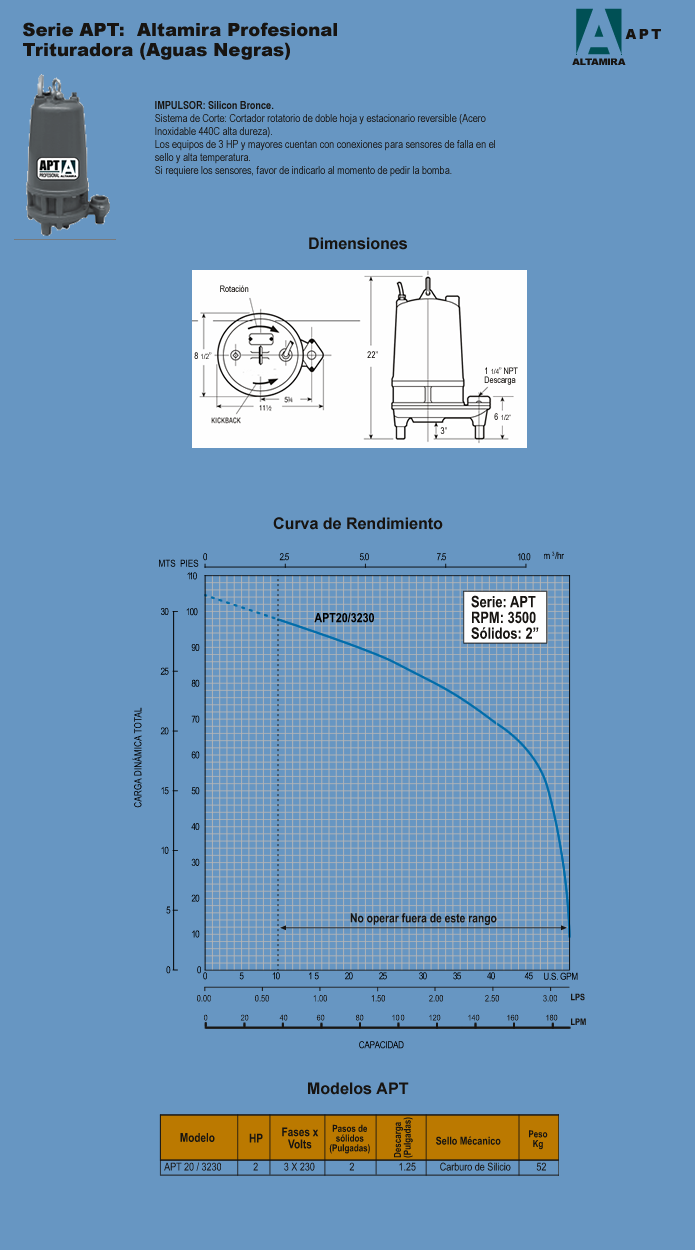 Serie APT:  Altamira Profesional
Trituradora (Aguas Negras)
A P T
ALTAMIRA
IMPULSOR: Silicon Bronce.
Sistema de Corte: Cortador rotatorio de doble hoja y estacionario reversible (Acero
Inoxidable 440C alta dureza).
Los equipos de 3 HP y mayores cuentan con conexiones para sensores de falla en el
sello y alta temperatura.
Si requiere los sensores, favor de indicarlo al momento de pedir la bomba.
APT
PROFESIONAL ALTAMIRA
Dimensiones
Rotación
8 1/2"
5¾
11½
KICKBACK
22"
1 1/4" NPT
Descarga
6 1/2"
3"
Curva de Rendimiento
MTS PIES 0 2.5 5.0 7.5 10.0 m³/hr
110
30 100
90
25
80
70
20
60
15 50
40
10
30
20
5
10
0 0
CARGA DINÁMICA TOTAL
APT20/3230
Serie: APT
RPM: 3500
Sólidos: 2”
No operar fuera de este rango
0 5 10 15 20 25 30 35 40 45 U.S. GPM
0.00 0.50 1.00 1.50 2.00 2.50 3.00 LPS
0 20 40 60 80 100 120 140 160 180 LPM
CAPACIDAD
Modelos APT
Modelo HP Fases x Volts Pasos de sólidos (Pulgadas) Descarga (Pulgadas) Sello Mécanico Peso Kg
APT 20 / 3230 2 3 X 230 2 1.25 Carburo de Silicio 52